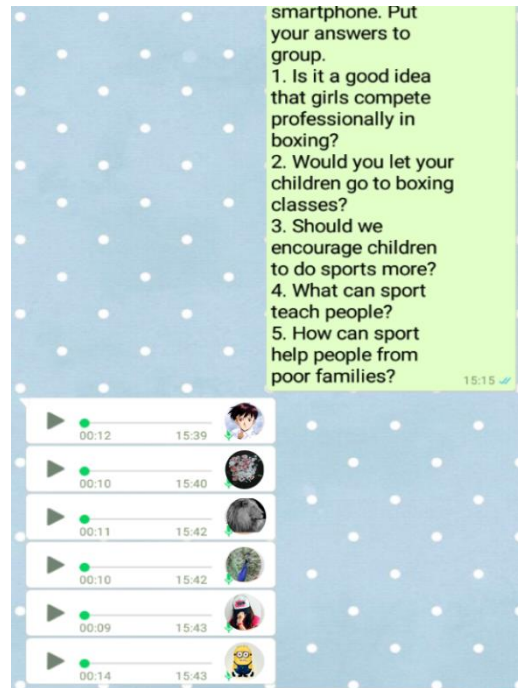 smartphone. Put
your answers to
group.
1. Is it a good idea
that girls compete
professionally in
boxing?
2. Would you let your
children go to boxing
classes?
3. Should we
encourage children
to do sports more?
4. What can sport
teach people?
5. How can sport
help people from
poor families?
15:15
00:12 15:39
00:10 15:40
00:11 15:42
00:10 15:42
00:09 15:43
00:14 15:43